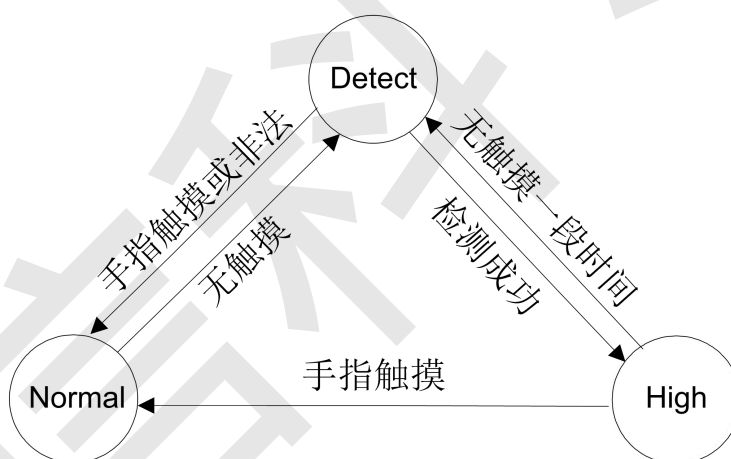 Detect
手指触摸或非法
无触摸
无触摸一段时间
检测成功
Normal
手指触摸
High